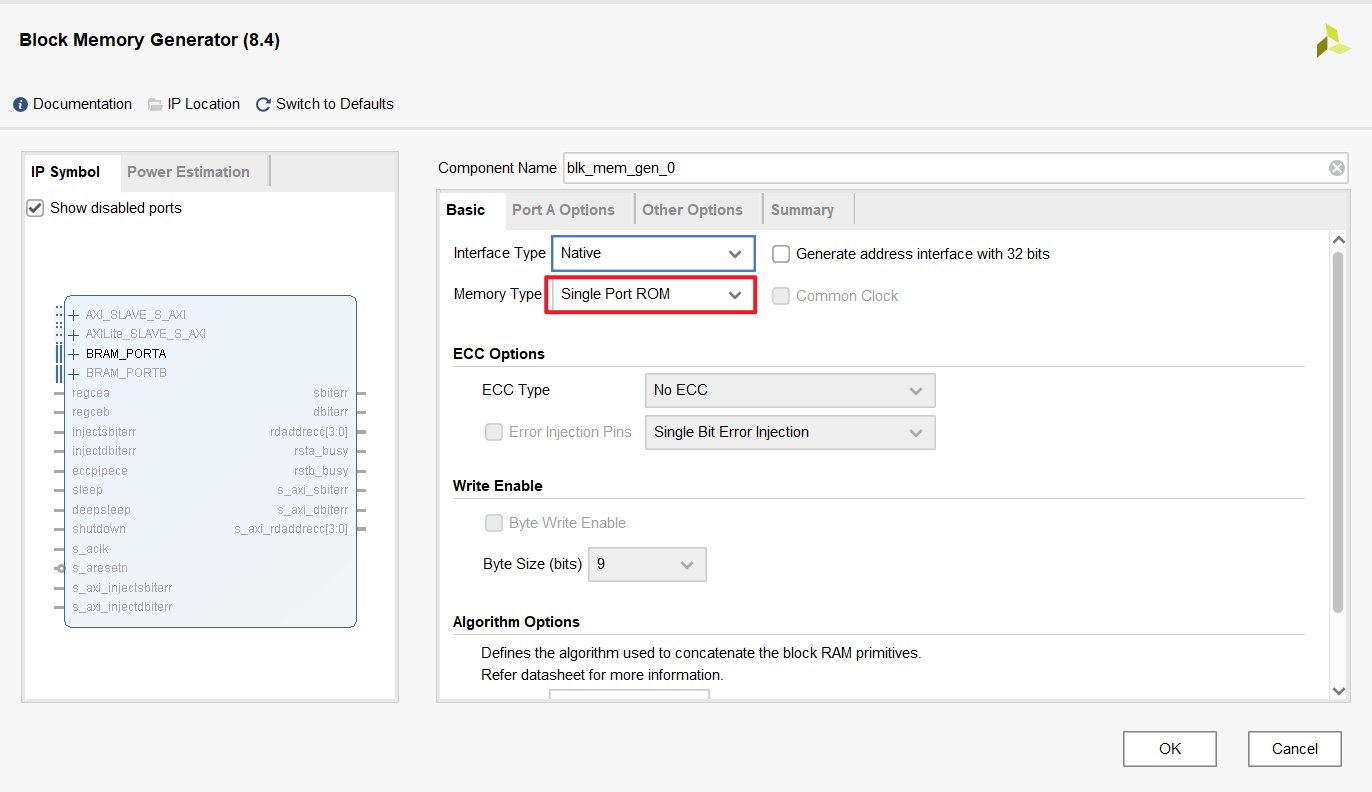 Block Memory Generator (8.4)
Documentation IP Location Switch to Defaults
IP Symbol Power Estimation
Show disabled ports
AXI_SLAVE_S_AXI
AXILite_SLAVE_S_AXI
BRAM_PORTA
BRAM_PORTB
regcea sbiterr
regceb dbiterr
injectsbiterr rdaddrecc[3:0]
injectdbiterr rsta_busy
eccpipece rstb_busy
sleep s_axi_sbiterr
deepsleep s_axi_dbiterr
shutdown s_axi_rdaddrecc[3:0]
s_aclk
s_aresetn
s_axi_injectsbiterr
s_axi_injectdbiterr
Component Name blk_mem_gen_0
Basic Port A Options Other Options Summary
Interface Type Native Generate address interface with 32 bits
Memory Type Single Port ROM Common Clock
ECC Options
ECC Type No ECC
Error Injection Pins Single Bit Error Injection
Write Enable
Byte Write Enable
Byte Size (bits) 9
Algorithm Options
Defines the algorithm used to concatenate the block RAM primitives.
Refer datasheet for more information.
OK Cancel